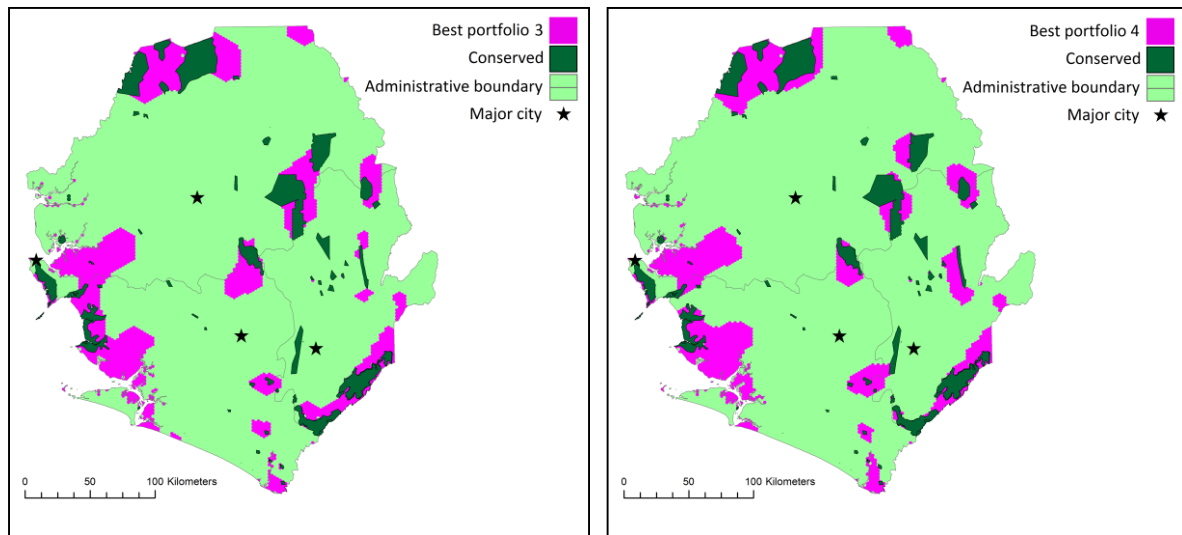 Best portfolio 3
Conserved
Administrative boundary
Major city
0 50 100 Kilometers
Best portfolio 4
Conserved
Administrative boundary
Major city
0 50 100 Kilometers